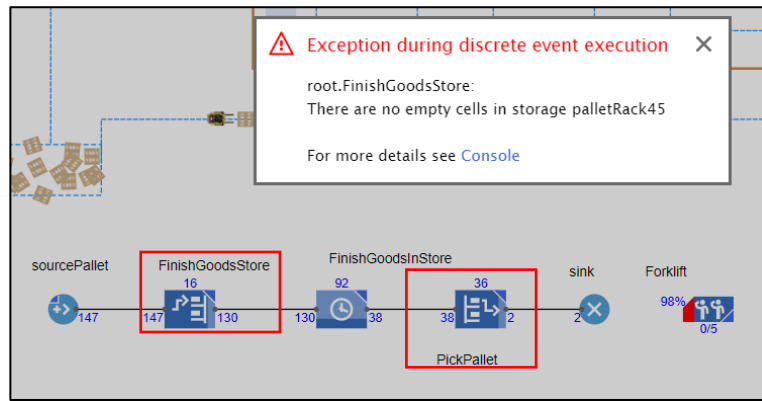 Exception during discrete event execution
root.FinishGoodsStore:
There are no empty cells in storage palletRack45
For more details see Console
sourcePallet
FinishGoodsStore
FinishGoodsInStore
sink
Forklift
16
92
36
98%
147
147
130
130
38
38
2
2
0/5
PickPallet